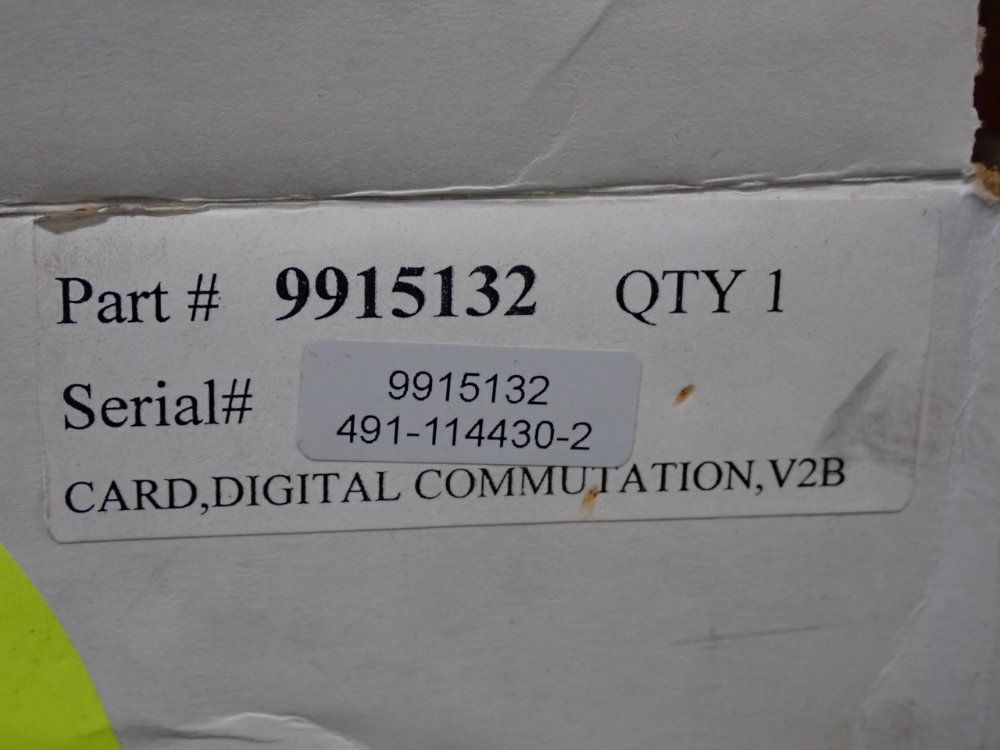 Part # 9915132 QTY 1
Serial# 9915132
491-114430-2
CARD,DIGITAL COMMUTATION,V2B